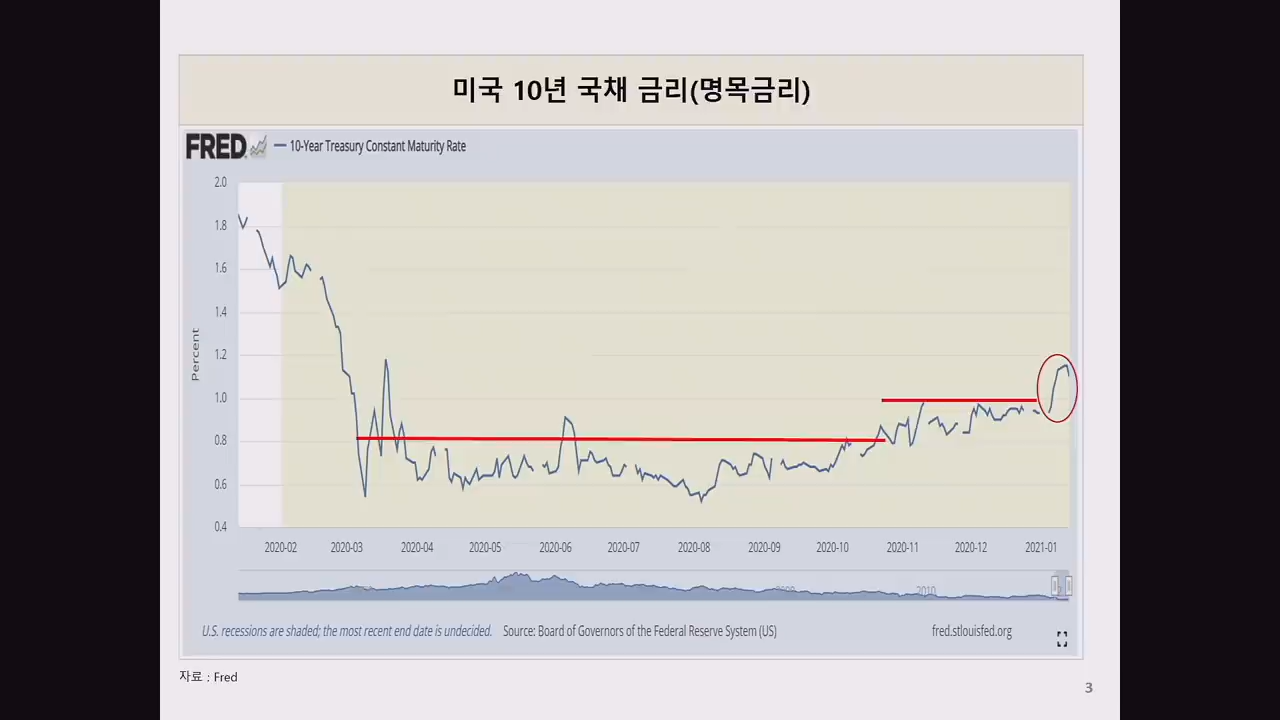 미국 10년 국채 금리(명목금리)
FRED
10-Year Treasury Constant Maturity Rate
2.0
1.8
1.6
1.4
1.2
1.0
0.8
0.6
0.4
Percent
2020-02 2020-03 2020-04 2020-05 2020-06 2020-07 2020-08 2020-09 2020-10 2020-11 2020-12 2021-01
2000 2010
U.S. recessions are shaded; the most recent end date is undecided. Source: Board of Governors of the Federal Reserve System (US) fred.stlouisfed.org
자료 : Fred
3